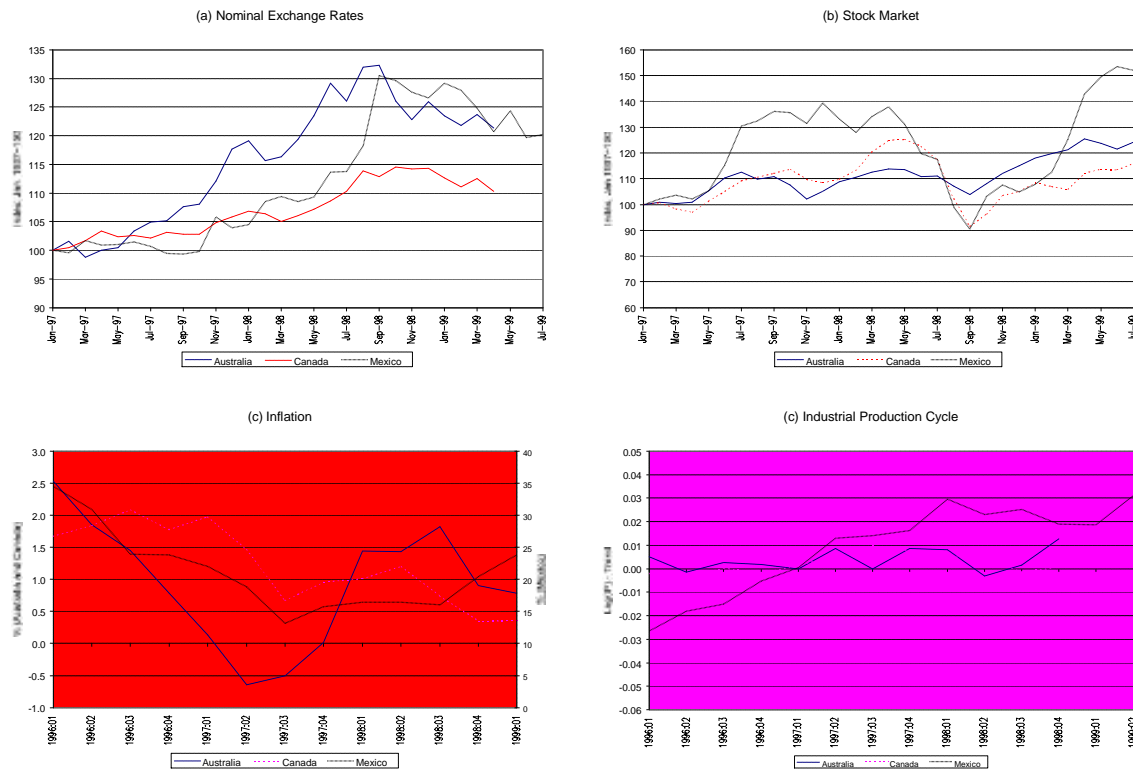 (a) Nominal Exchange Rates
135
130
125
120
115
110
105
100
95
90
Jan-97
Mar-97
May-97
Jul-97
Sep-97
Nov-97
Jan-98
Mar-98
May-98
Jul-98
Sep-98
Nov-98
Jan-99
Mar-99
May-99
Jul-99
Australia Canada Mexico
(b) Stock Market
160
150
140
130
120
110
100
90
80
70
60
Jan-97
Mar-97
May-97
Jul-97
Sep-97
Nov-97
Jan-98
Mar-98
May-98
Jul-98
Sep-98
Nov-98
Jan-99
Mar-99
May-99
Australia Canada Mexico
(c) Inflation
3.0
2.5
2.0
1.5
1.0
0.5
0.0
-0.5
-1.0
40
35
30
25
20
15
10
5
0
1996:01
1996:02
1996:03
1996:04
1997:01
1997:02
1997:03
1997:04
1998:01
1998:02
1998:03
1998:04
1999:01
Australia Canada Mexico
(c) Industrial Production Cycle
0.05
0.04
0.03
0.02
0.01
0.00
-0.01
-0.02
-0.03
-0.04
-0.05
-0.06
1996:01
1996:02
1996:03
1996:04
1997:01
1997:02
1997:03
1997:04
1998:01
1998:02
1998:03
1998:04
1999:01
Australia Canada Mexico